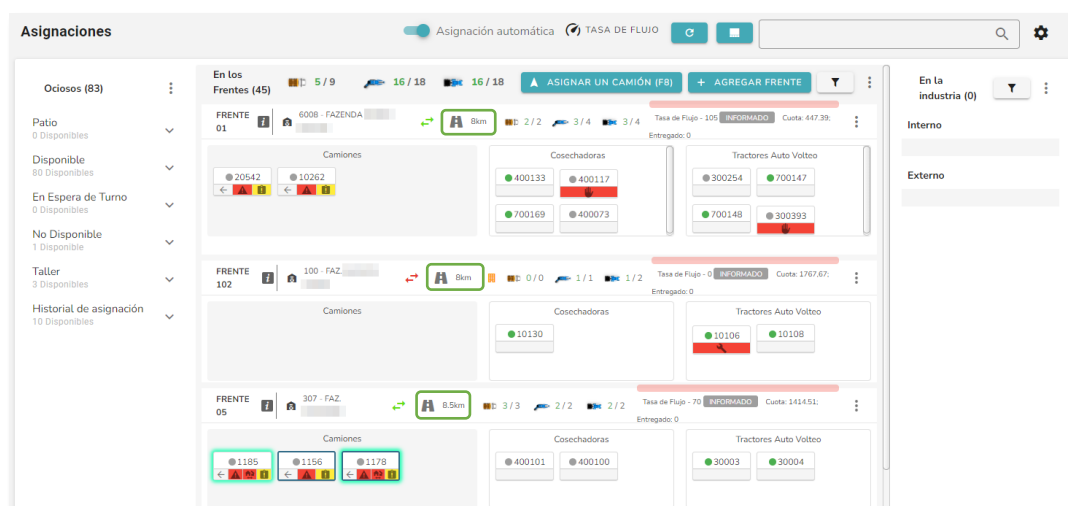 Asignaciones
Asignación automática
TASA DE FLUJO
Ociosos (83)
Patio
0 Disponibles
Disponible
80 Disponibles
En Espera de Turno
0 Disponibles
No Disponible
1 Disponible
Taller
3 Disponibles
Historial de asignación
10 Disponibles
En los
Frentes (45)
5 / 9
16 / 18
16 / 18
ASIGNAR UN CAMIÓN (F8)
+ AGREGAR FRENTE
FRENTE
01
6008 - FAZENDA
8km
2 / 2
3 / 4
3 / 4
Tasa de Flujo - 105 INFORMADO Cuota: 447.39;
Entregado: 0
Camiones
20542
10262
Cosechadoras
400133
400117
700169
400073
Tractores Auto Volteo
300254
700147
700148
300393
FRENTE
102
100 - FAZ.
8km
0 / 0
1 / 1
1 / 2
Tasa de Flujo - 0 INFORMADO Cuota: 1767,67;
Entregado: 0
Camiones
Cosechadoras
10130
Tractores Auto Volteo
10106
10108
FRENTE
05
307 - FAZ.
8.5km
3 / 3
2 / 2
2 / 2
Tasa de Flujo - 70 INFORMADO Cuota: 1414.51;
Entregado: 0
Camiones
1185
1156
1178
Cosechadoras
400101
400100
Tractores Auto Volteo
30003
30004
En la
industria (0)
Interno
Externo